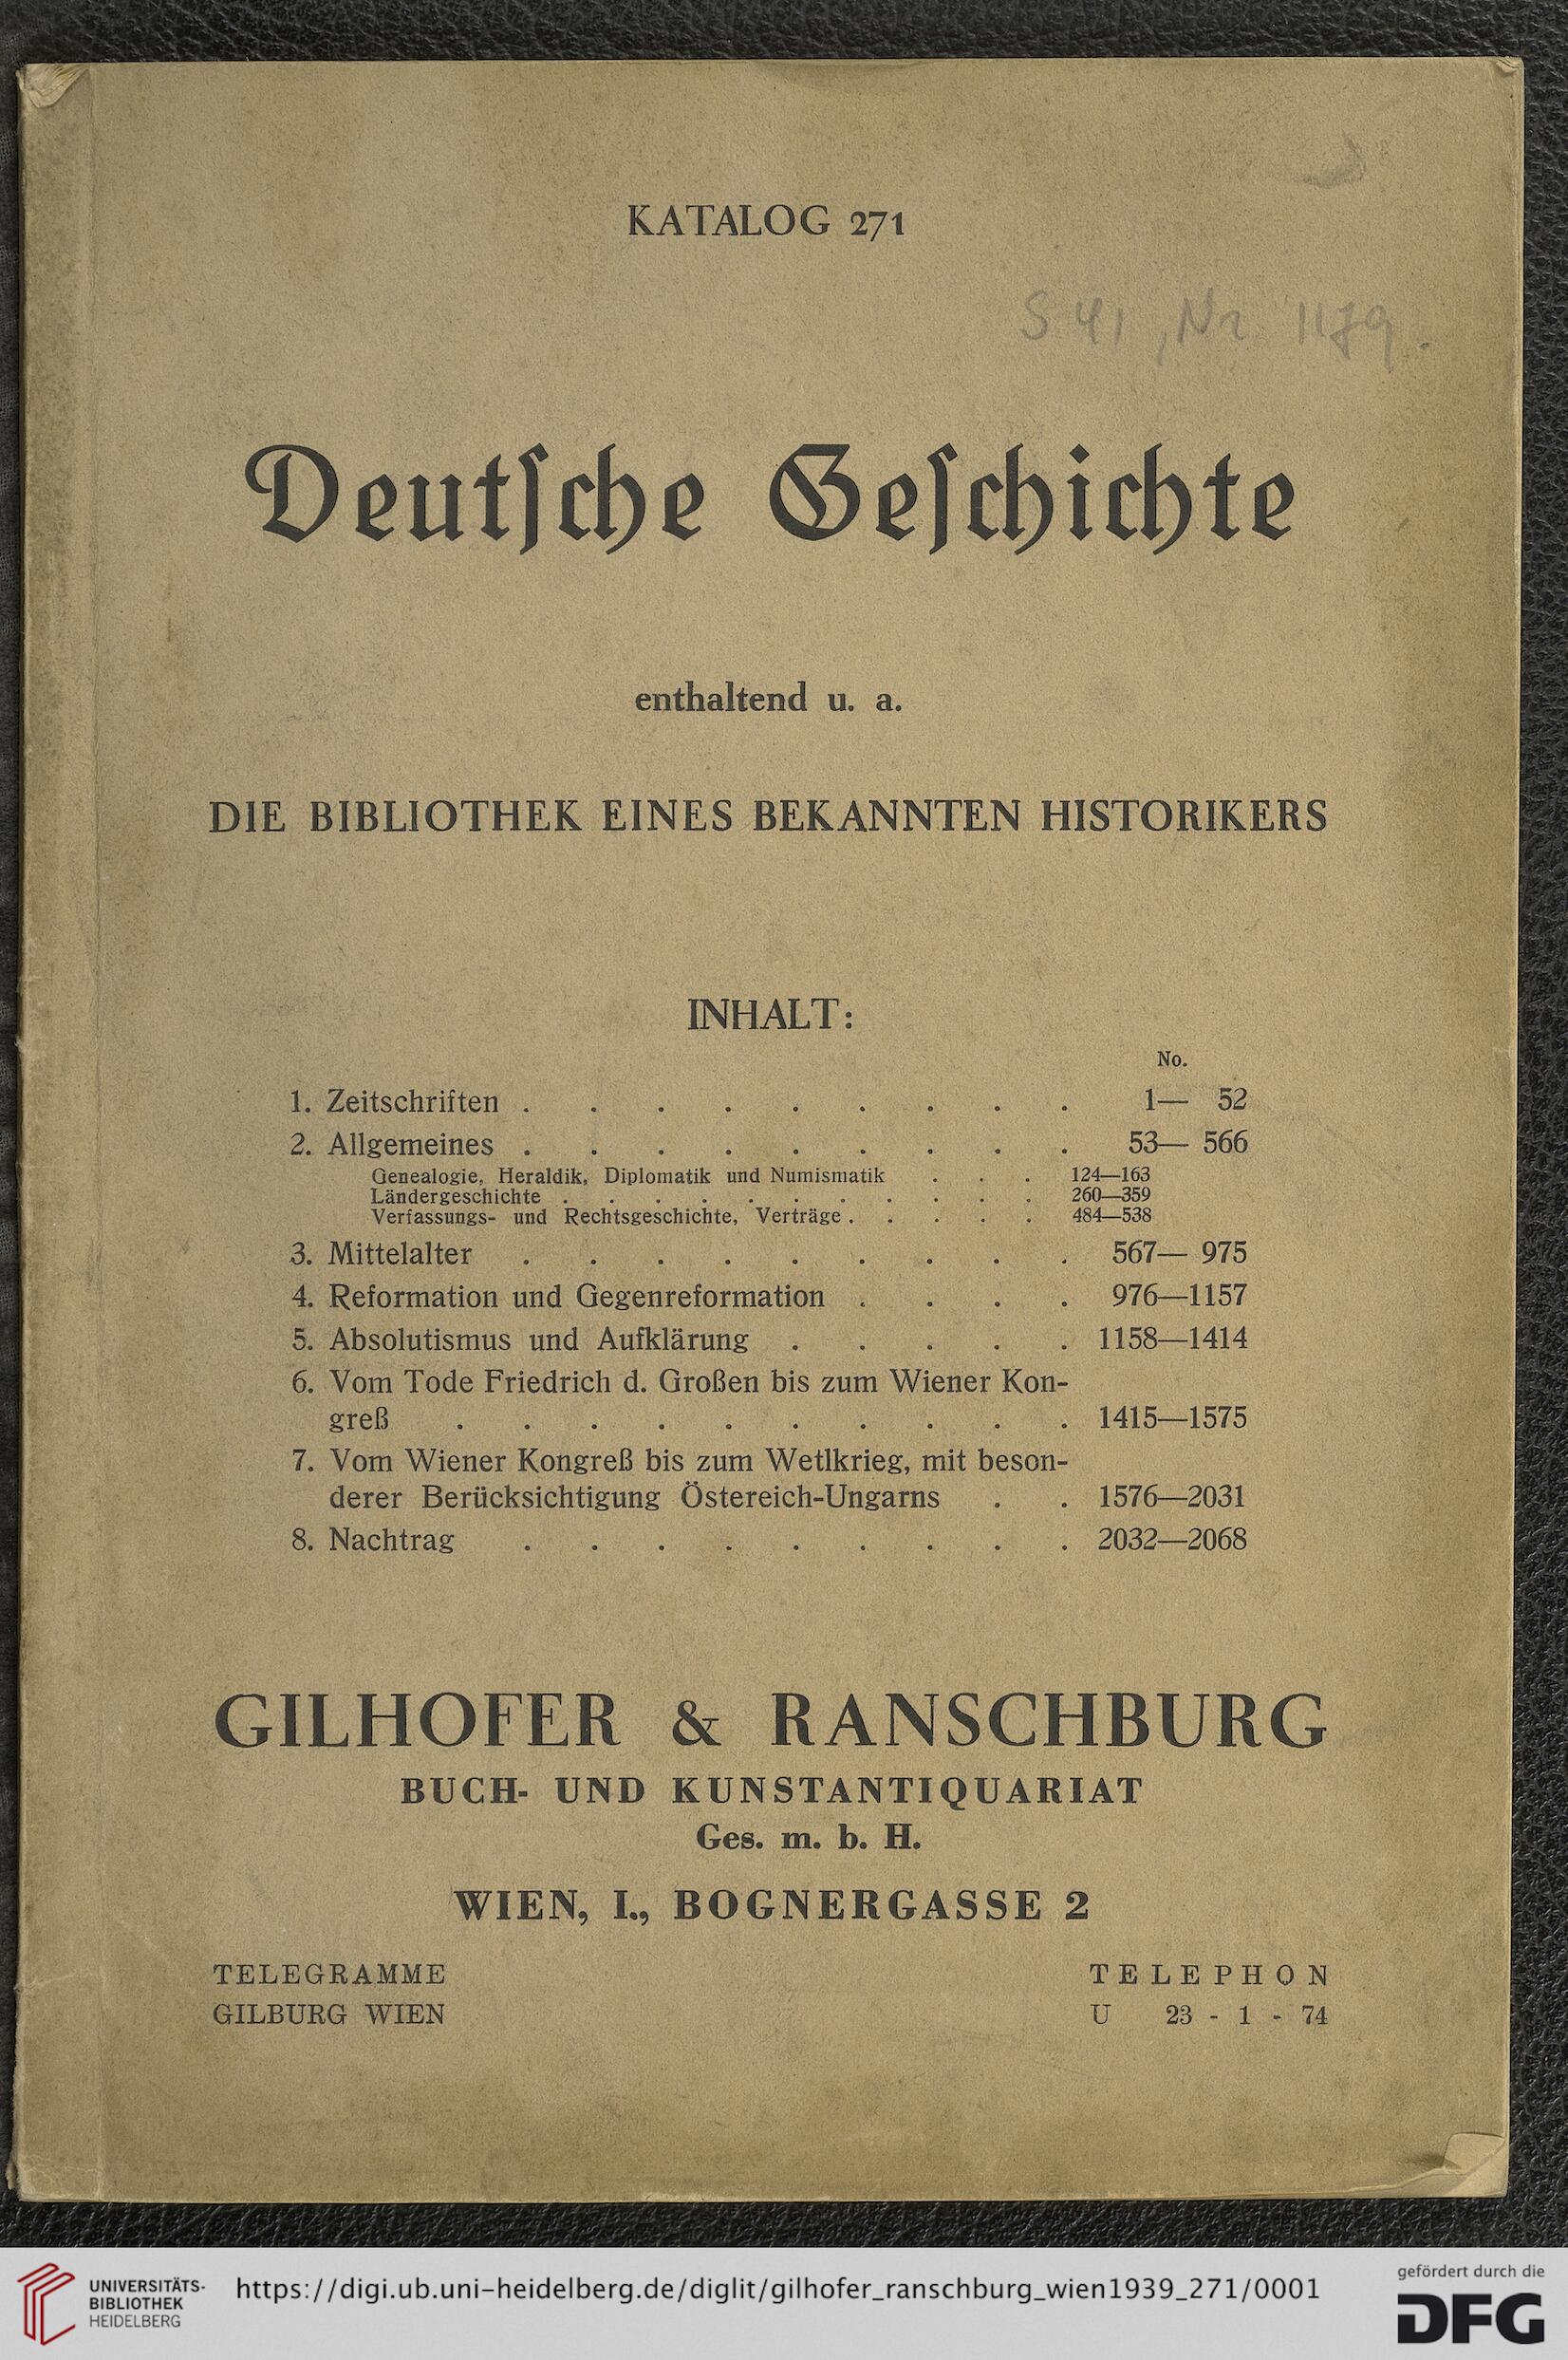 KATALOG 271
S 41, Nr. 1179.
Deutſche Geſchichte
enthaltend u. a.
DIE BIBLIOTHEK EINES BEKANNTEN HISTORIKERS
INHALT:
No.
1. Zeitschriften . . . . . . . . . 1— 52
2. Allgemeines . . . . . . . . . 53— 566
Genealogie, Heraldik, Diplomatik und Numismatik . . . 124—163
Ländergeschichte . . . . . . . . . . . 260—359
Verfassungs- und Rechtsgeschichte, Verträge . . . . . 484—538
3. Mittelalter . . . . . . . . . 567— 975
4. Reformation und Gegenreformation . . . . 976—1157
5. Absolutismus und Aufklärung . . . . . 1158—1414
6. Vom Tode Friedrich d. Großen bis zum Wiener Kon-
greß . . . . . . . . . . 1415—1575
7. Vom Wiener Kongreß bis zum Wetlkrieg, mit beson-
derer Berücksichtigung Östereich-Ungarns . . 1576—2031
8. Nachtrag . . . . . . . . . 2032—2068
GILHOFER & RANSCHBURG
BUCH- UND KUNSTANTIQUARIAT
Ges. m. b. H.
WIEN, I., BOGNERGASSE 2
TELEGRAMME
GILBURG WIEN
TELEPHON
U 23 - 1 - 74
UNIVERSITÄTS-
BIBLIOTHEK
HEIDELBERG
https://digi.ub.uni-heidelberg.de/diglit/gilhofer_ranschburg_wien1939_271/0001
gefördert durch die
DFG